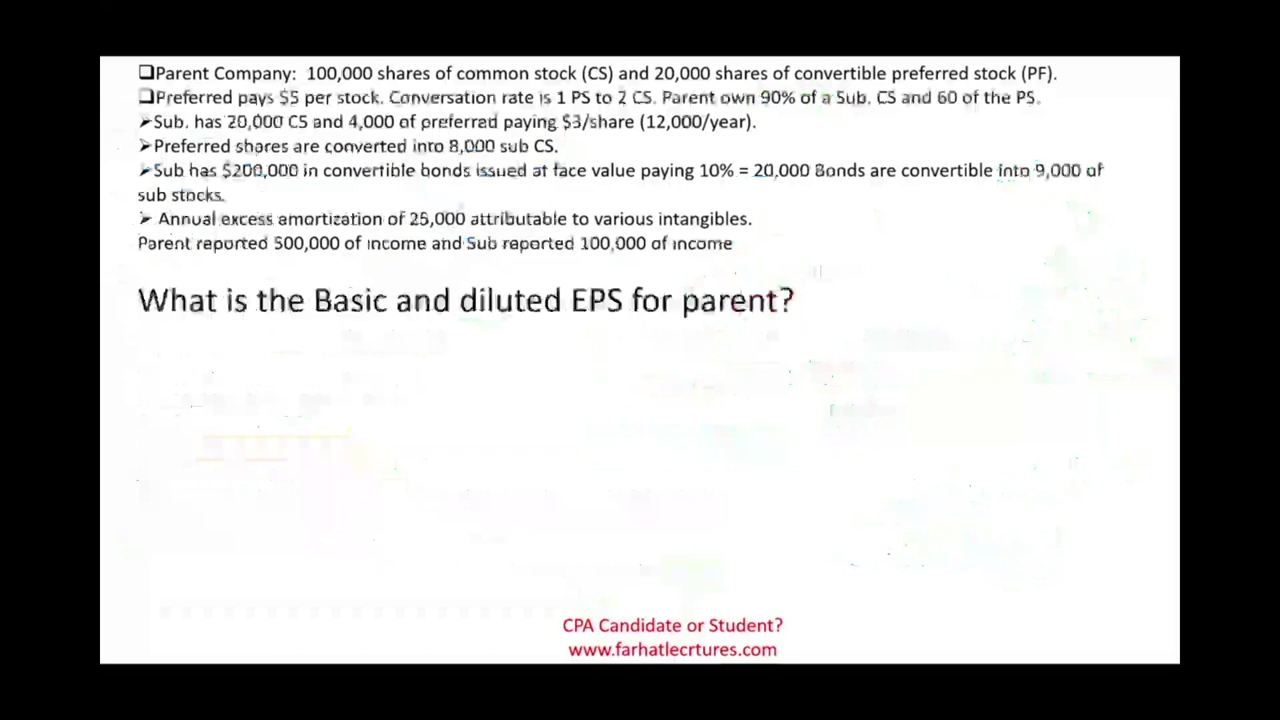 ❑Parent Company: 100,000 shares of common stock (CS) and 20,000 shares of convertible preferred stock (PF).
❑Preferred pays $5 per stock. Conversation rate is 1 PS to 2 CS. Parent own 90% of a Sub. CS and 60 of the PS.
➢Sub. has 20,000 CS and 4,000 of preferred paying $3/share (12,000/year).
➢Preferred shares are converted into 8,000 sub CS.
➢Sub has $200,000 in convertible bonds issued at face value paying 10% = 20,000 Bonds are convertible into 9,000 of
sub stocks.
➢ Annual excess amortization of 25,000 attributable to various intangibles.
Parent reported 500,000 of income and Sub reported 100,000 of income
What is the Basic and diluted EPS for parent?
CPA Candidate or Student?
www.farhatlecrtures.com